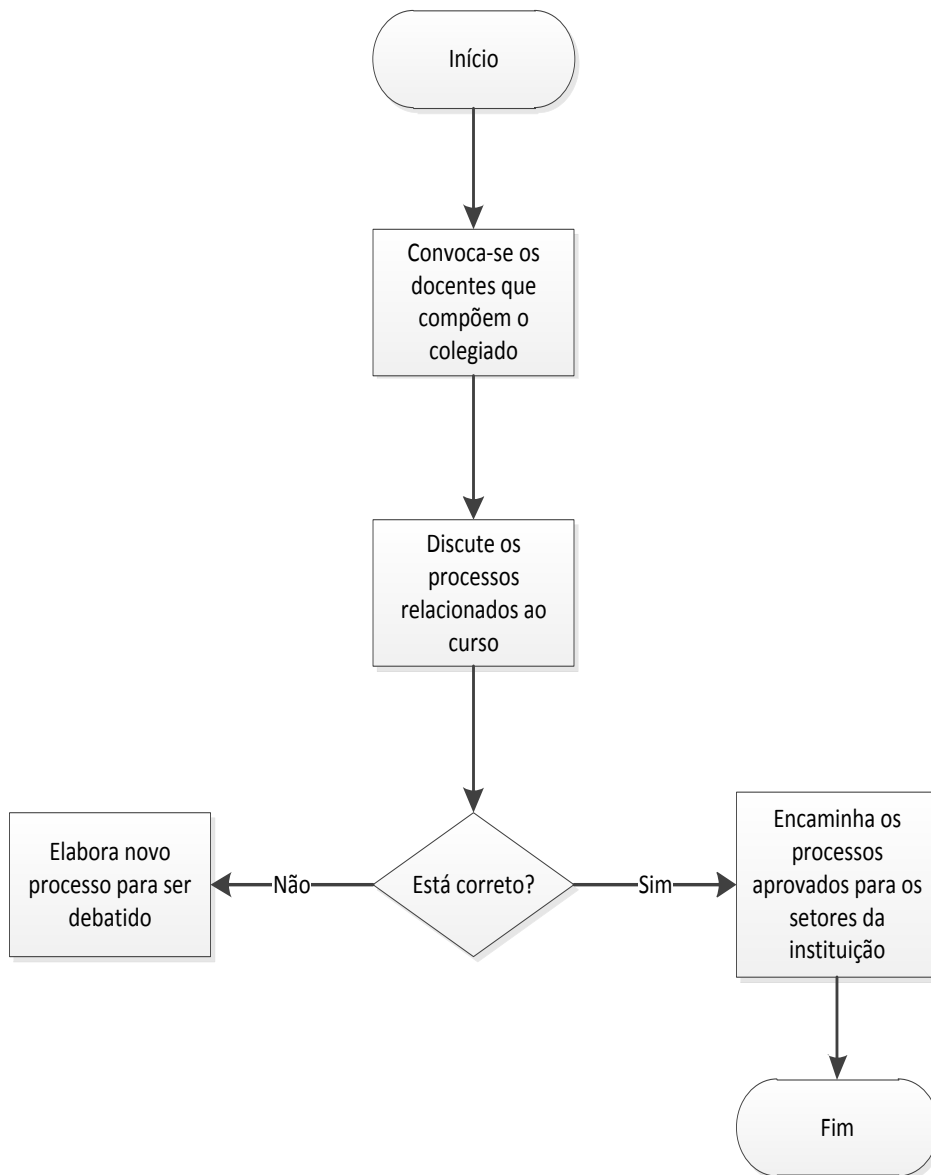 Início
Convoca-se os
docentes que
compõem o
colegiado
Discute os
processos
relacionados ao
curso
Elabora novo
processo para ser
debatido
Não
Está correto?
Sim
Encaminha os
processos
aprovados para os
setores da
instituição
Fim